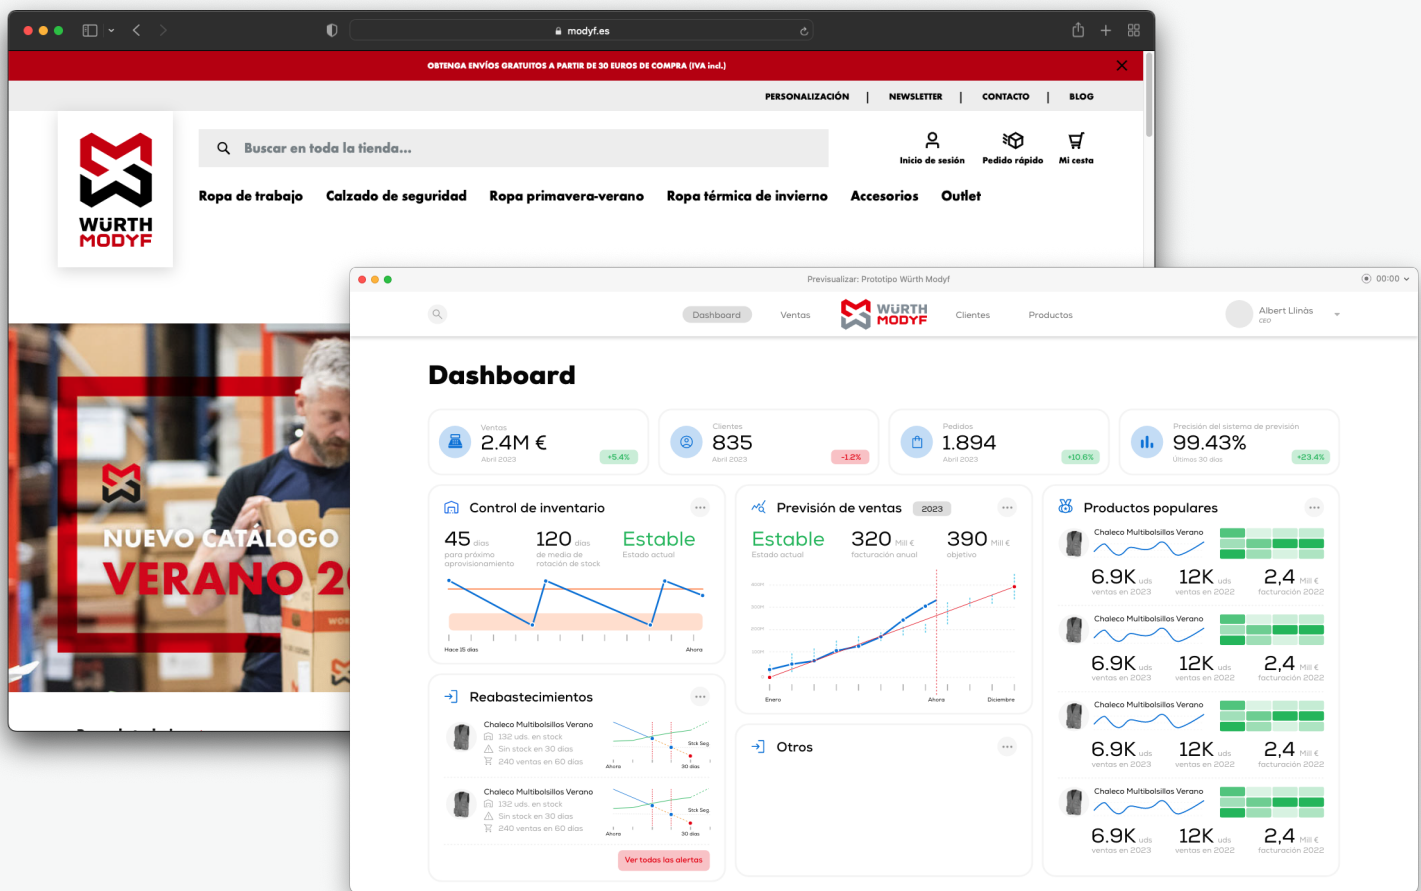 modyf.es
OBTENGA ENVÍOS GRATUITOS A PARTIR DE 30 EUROS DE COMPRA (IVA incl.)
PERSONALIZACIÓN | NEWSLETTER | CONTACTO | BLOG
WÜRTH
MODYF
Buscar en toda la tienda...
Inicio de sesión Pedido rápido Mi cesta
Ropa de trabajo Calzado de seguridad Ropa primavera-verano Ropa térmica de invierno Accesorios Outlet
NUEVO CATÁLOGO
VERANO 20
Previsualizar: Prototipo Würth Modyf
00:00
Dashboard Ventas WÜRTH MODYF Clientes Productos
Albert Llinàs
CEO
Dashboard
Ventas
2.4M €
Abril 2023
+5.4%
Clientes
835
Abril 2023
-1.2%
Pedidos
1.894
Abril 2023
+10.6%
Precisión del sistema de previsión
99.43%
Últimos 30 días
+23.4%
Control de inventario
45 días
para próximo
aprovisionamiento
120 días
de media de
rotación de stock
Estable
Estado actual
Hace 25 días
Ahora
Reabastecimientos
Chaleco Multibolsillos Verano
132 uds. en stock
Sin stock en 30 días
240 ventas en 60 días
Stck Seg.
Ahora
30 días
Chaleco Multibolsillos Verano
132 uds. en stock
Sin stock en 30 días
240 ventas en 60 días
Stck Seg.
Ahora
30 días
Ver todas las alertas
Previsión de ventas 2023
Estable
Estado actual
320 Mill €
facturación anual
390 Mill €
objetivo
400M
300M
200M
100M
0
Enero
Ahora
Diciembre
Otros
Productos populares
Chaleco Multibolsillos Verano
6.9K uds
ventas en 2023
12K uds
ventas en 2022
2,4 Mill €
facturación 2022
Chaleco Multibolsillos Verano
6.9K uds
ventas en 2023
12K uds
ventas en 2022
2,4 Mill €
facturación 2022
Chaleco Multibolsillos Verano
6.9K uds
ventas en 2023
12K uds
ventas en 2022
2,4 Mill €
facturación 2022
Chaleco Multibolsillos Verano
6.9K uds
ventas en 2023
12K uds
ventas en 2022
2,4 Mill €
facturación 2022